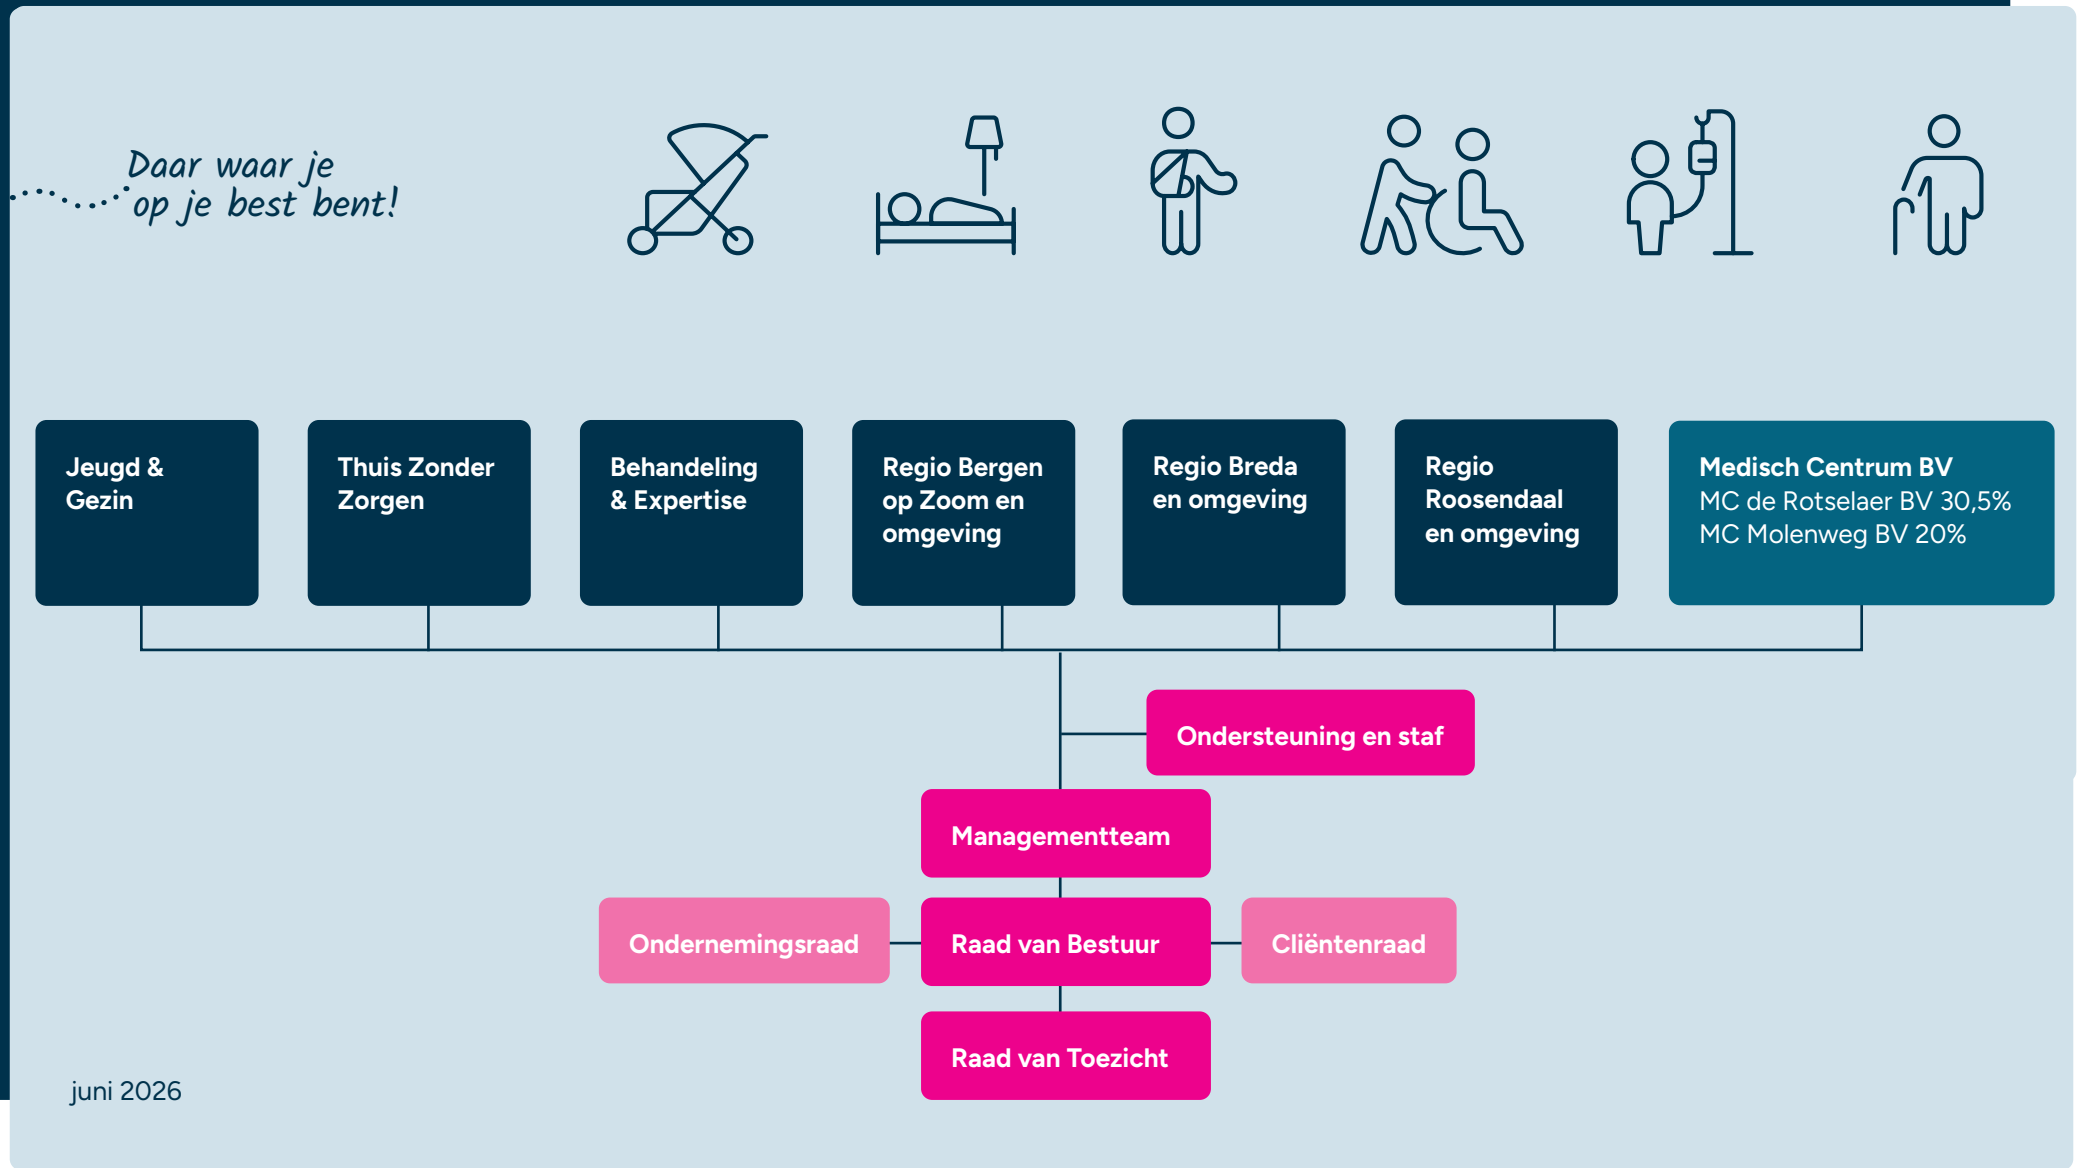 Daar waar je
op je best bent!
Jeugd &
Gezin
Thuis Zonder
Zorgen
Behandeling
& Expertise
Regio Bergen
op Zoom en
omgeving
Regio Breda
en omgeving
Regio
Roosendaal
en omgeving
Medisch Centrum BV
MC de Rotselaer BV 30,5%
MC Molenweg BV 20%
Ondersteuning en staf
Managementteam
Ondernemingsraad
Raad van Bestuur
Cliëntenraad
Raad van Toezicht
juni 2026